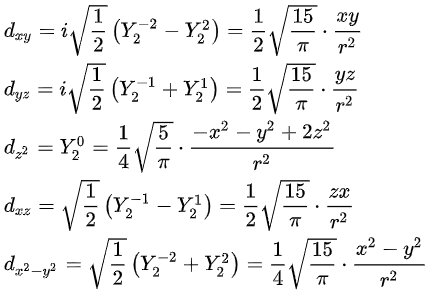 $d_{xy} = i\sqrt{\frac{1}{2}}\left(Y_2^{-2} - Y_2^{2}\right) = \frac{1}{2}\sqrt{\frac{15}{\pi}} \cdot \frac{xy}{r^2}$
$d_{yz} = i\sqrt{\frac{1}{2}}\left(Y_2^{-1} + Y_2^{1}\right) = \frac{1}{2}\sqrt{\frac{15}{\pi}} \cdot \frac{yz}{r^2}$
$d_{z^2} = Y_2^{0} = \frac{1}{4}\sqrt{\frac{5}{\pi}} \cdot \frac{-x^2 - y^2 + 2z^2}{r^2}$
$d_{xz} = \sqrt{\frac{1}{2}}\left(Y_2^{-1} - Y_2^{1}\right) = \frac{1}{2}\sqrt{\frac{15}{\pi}} \cdot \frac{zx}{r^2}$
$d_{x^2-y^2} = \sqrt{\frac{1}{2}}\left(Y_2^{-2} + Y_2^{2}\right) = \frac{1}{4}\sqrt{\frac{15}{\pi}} \cdot \frac{x^2 - y^2}{r^2}$